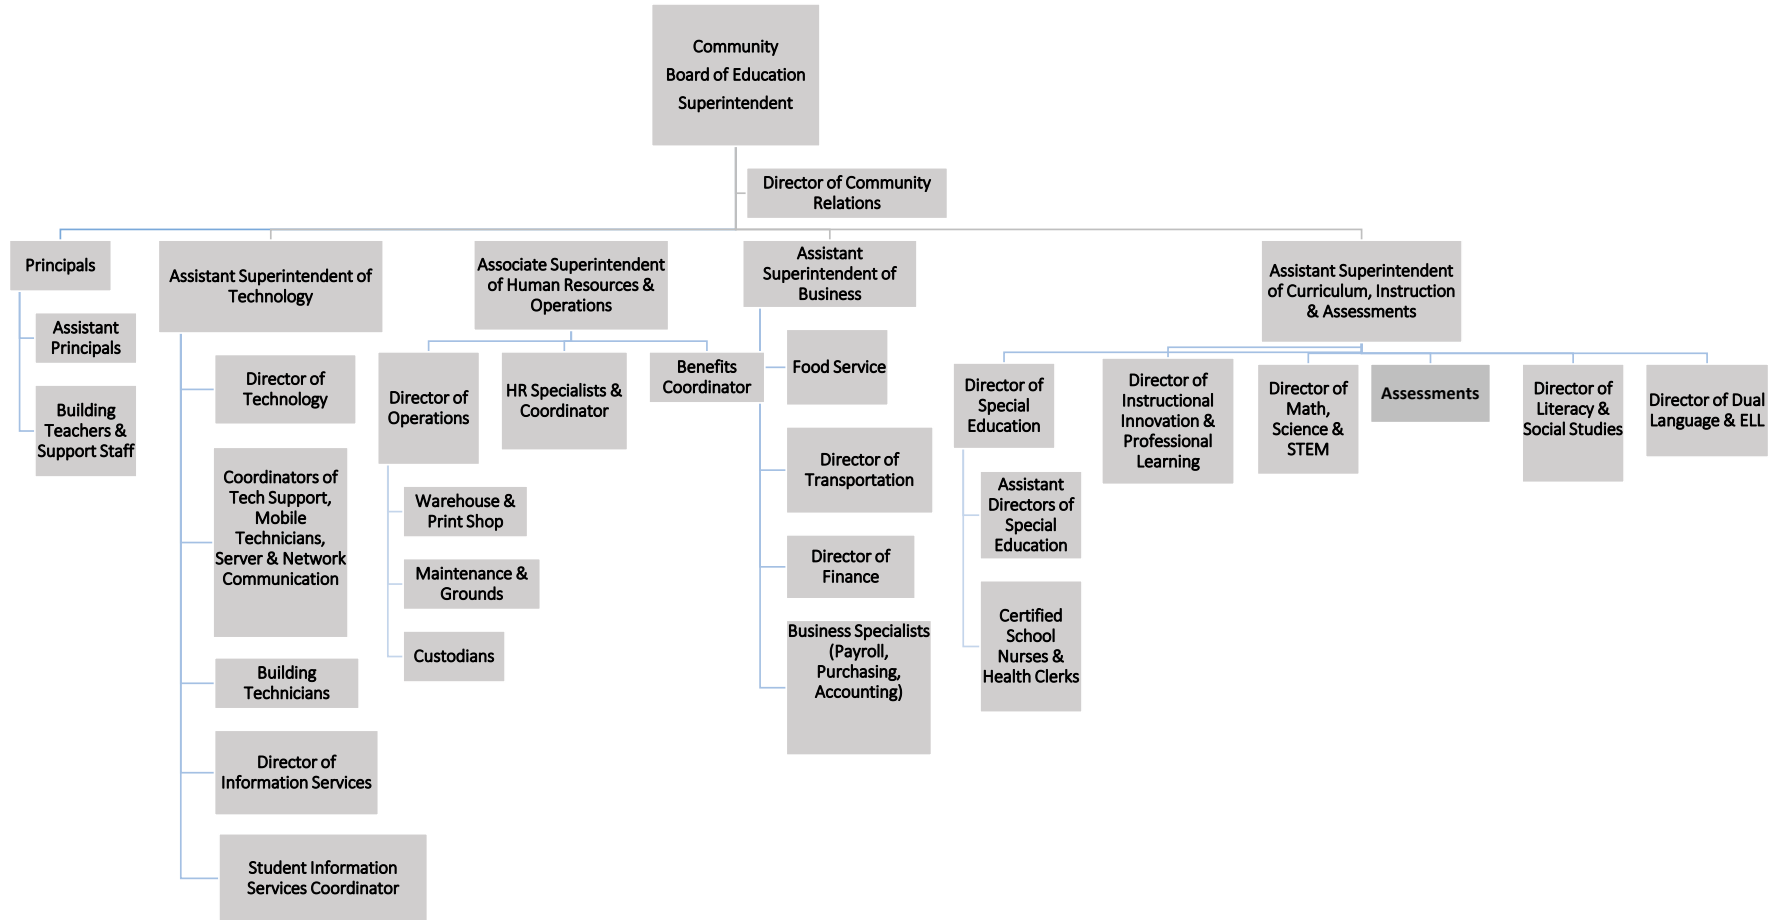 Community
Board of Education
Superintendent
Director of Community
Relations
Principals
Assistant
Principals
Building
Teachers &
Support Staff
Assistant Superintendent of
Technology
Director of
Technology
Coordinators of
Tech Support,
Mobile
Technicians,
Server & Network
Communication
Building
Technicians
Director of
Information Services
Student Information
Services Coordinator
Associate Superintendent
of Human Resources &
Operations
Director of
Operations
Warehouse &
Print Shop
Maintenance &
Grounds
Custodians
HR Specialists &
Coordinator
Benefits
Coordinator
Assistant
Superintendent of
Business
Food Service
Director of
Transportation
Director of
Finance
Business Specialists
(Payroll,
Purchasing,
Accounting)
Assistant Superintendent
of Curriculum, Instruction
& Assessments
Director of
Special
Education
Assistant
Directors of
Special
Education
Certified
School
Nurses &
Health Clerks
Director of
Instructional
Innovation &
Professional
Learning
Director of
Math,
Science &
STEM
Assessments
Director of
Literacy &
Social Studies
Director of Dual
Language & ELL